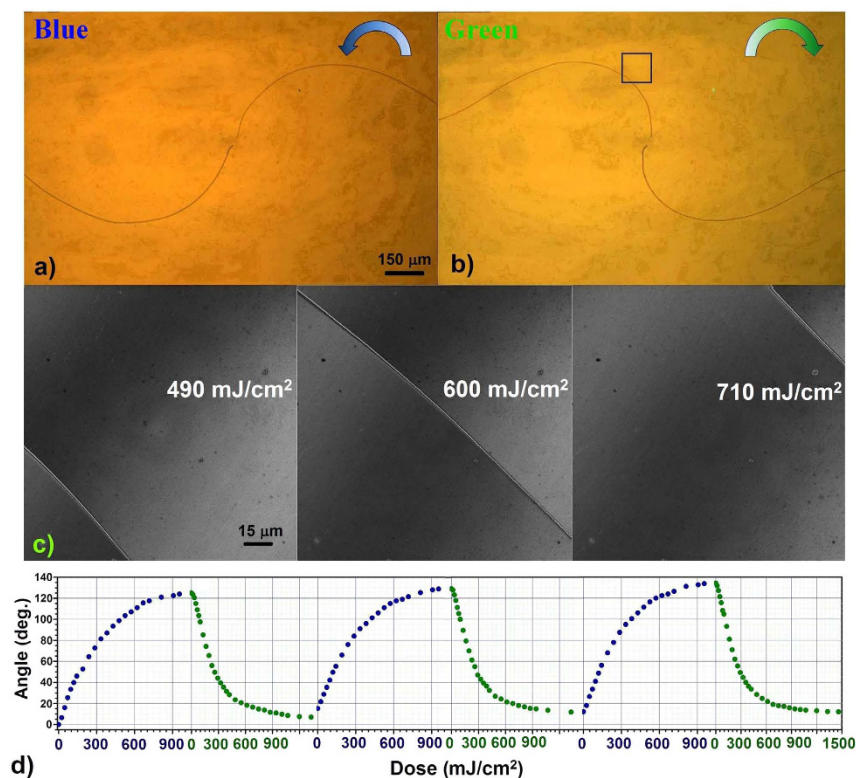 Blue
Green
a)
150 μm
b)
490 mJ/cm²
600 mJ/cm²
710 mJ/cm²
c)
15 μm
Angle (deg.)
140
120
100
80
60
40
20
0
0 300 600 900 0 300 600 900 0 300 600 900 0 300 600 900 0 300 600 900 0 300 600 900 1500
d)
Dose (mJ/cm²)